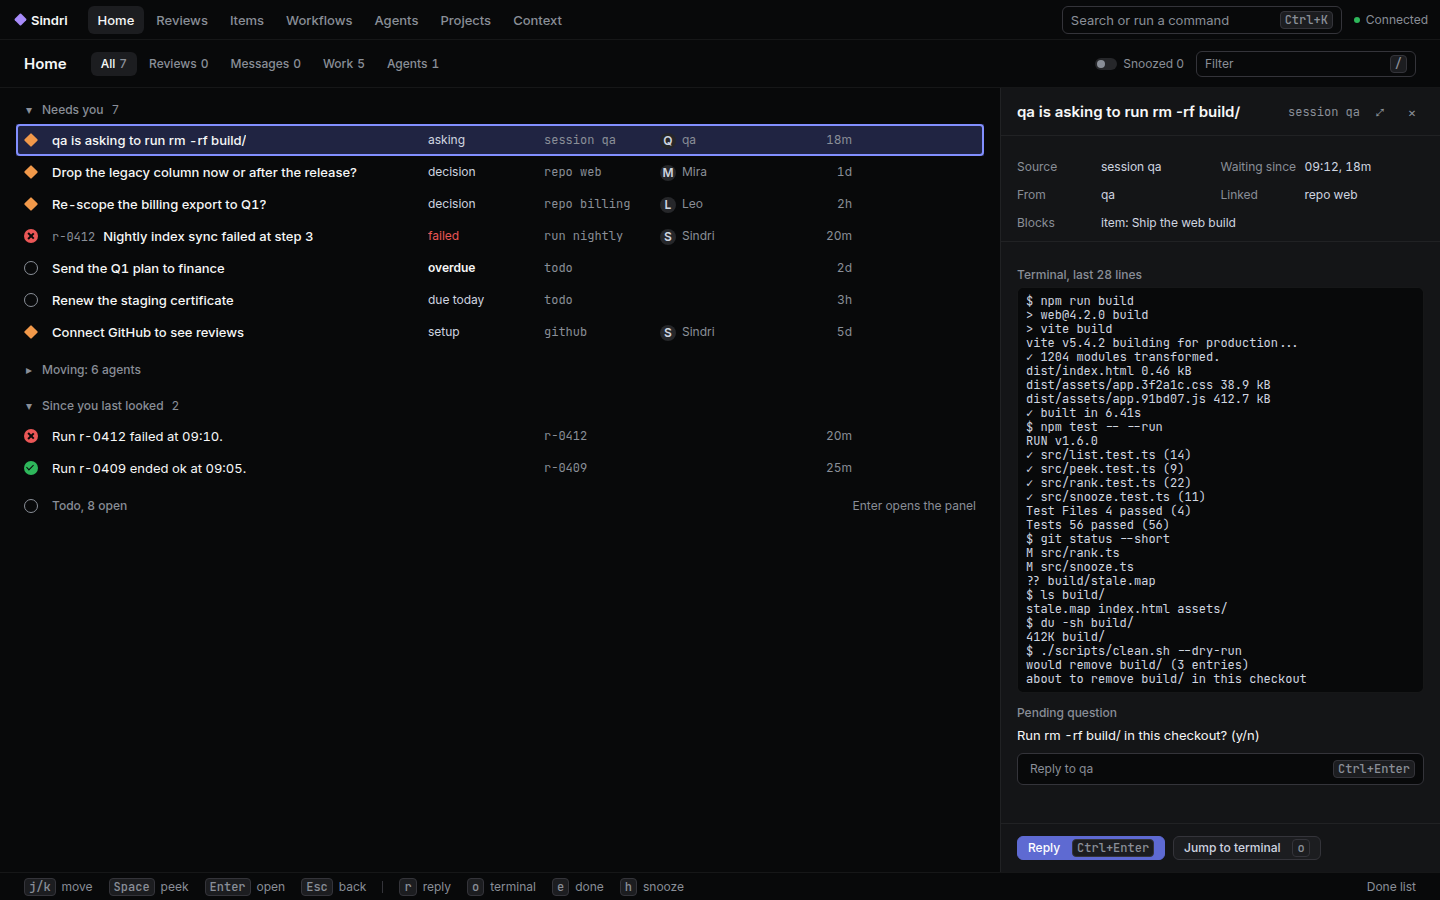 Sindri Home Reviews Items Workflows Agents Projects Context Search or run a command Ctrl+K Connected
Home All 7 Reviews 0 Messages 0 Work 5 Agents 1 Snoozed 0 Filter /
Needs you 7
qa is asking to run rm -rf build/ asking session qa Q qa 18m
Drop the legacy column now or after the release? decision repo web M Mira 1d
Re-scope the billing export to Q1? decision repo billing L Leo 2h
r-0412 Nightly index sync failed at step 3 failed run nightly S Sindri 20m
Send the Q1 plan to finance overdue todo 2d
Renew the staging certificate due today todo 3h
Connect GitHub to see reviews setup github S Sindri 5d
Moving: 6 agents
Since you last looked 2
Run r-0412 failed at 09:10. r-0412 20m
Run r-0409 ended ok at 09:05. r-0409 25m
Todo, 8 open Enter opens the panel
qa is asking to run rm -rf build/ session qa
Source session qa Waiting since 09:12, 18m
From qa Linked repo web
Blocks item: Ship the web build
Terminal, last 28 lines
$ npm run build
> web@4.2.0 build
> vite build
vite v5.4.2 building for production...
✓ 1204 modules transformed.
dist/index.html 0.46 kB
dist/assets/app.3f2a1c.css 38.9 kB
dist/assets/app.91bd07.js 412.7 kB
✓ built in 6.41s
$ npm test -- --run
RUN v1.6.0
✓ src/list.test.ts (14)
✓ src/peek.test.ts (9)
✓ src/rank.test.ts (22)
✓ src/snooze.test.ts (11)
Test Files 4 passed (4)
Tests 56 passed (56)
$ git status --short
M src/rank.ts
M src/snooze.ts
?? build/stale.map
$ ls build/
stale.map index.html assets/
$ du -sh build/
412K build/
$ ./scripts/clean.sh --dry-run
would remove build/ (3 entries)
about to remove build/ in this checkout
Pending question
Run rm -rf build/ in this checkout? (y/n)
Reply to qa Ctrl+Enter
Reply Ctrl+Enter Jump to terminal o
j/k move Space peek Enter open Esc back r reply o terminal e done h snooze Done list